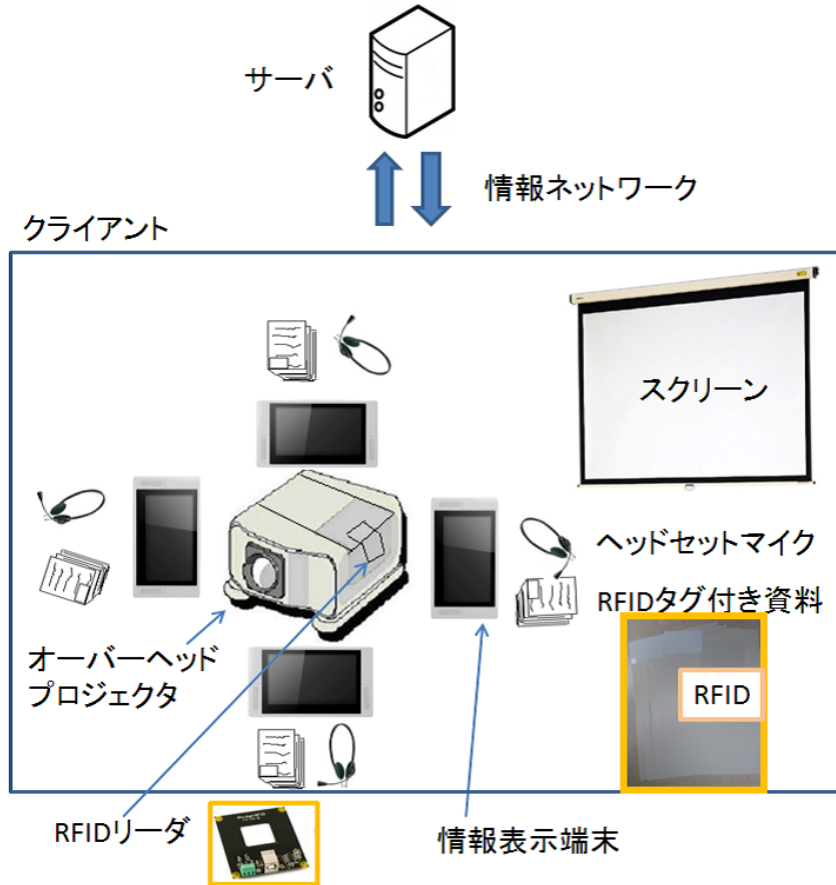 サーバ
情報ネットワーク
クライアント
スクリーン
ヘッドセットマイク
RFIDタグ付き資料
オーバーヘッド
プロジェクタ
RFID
RFIDリーダ
情報表示端末